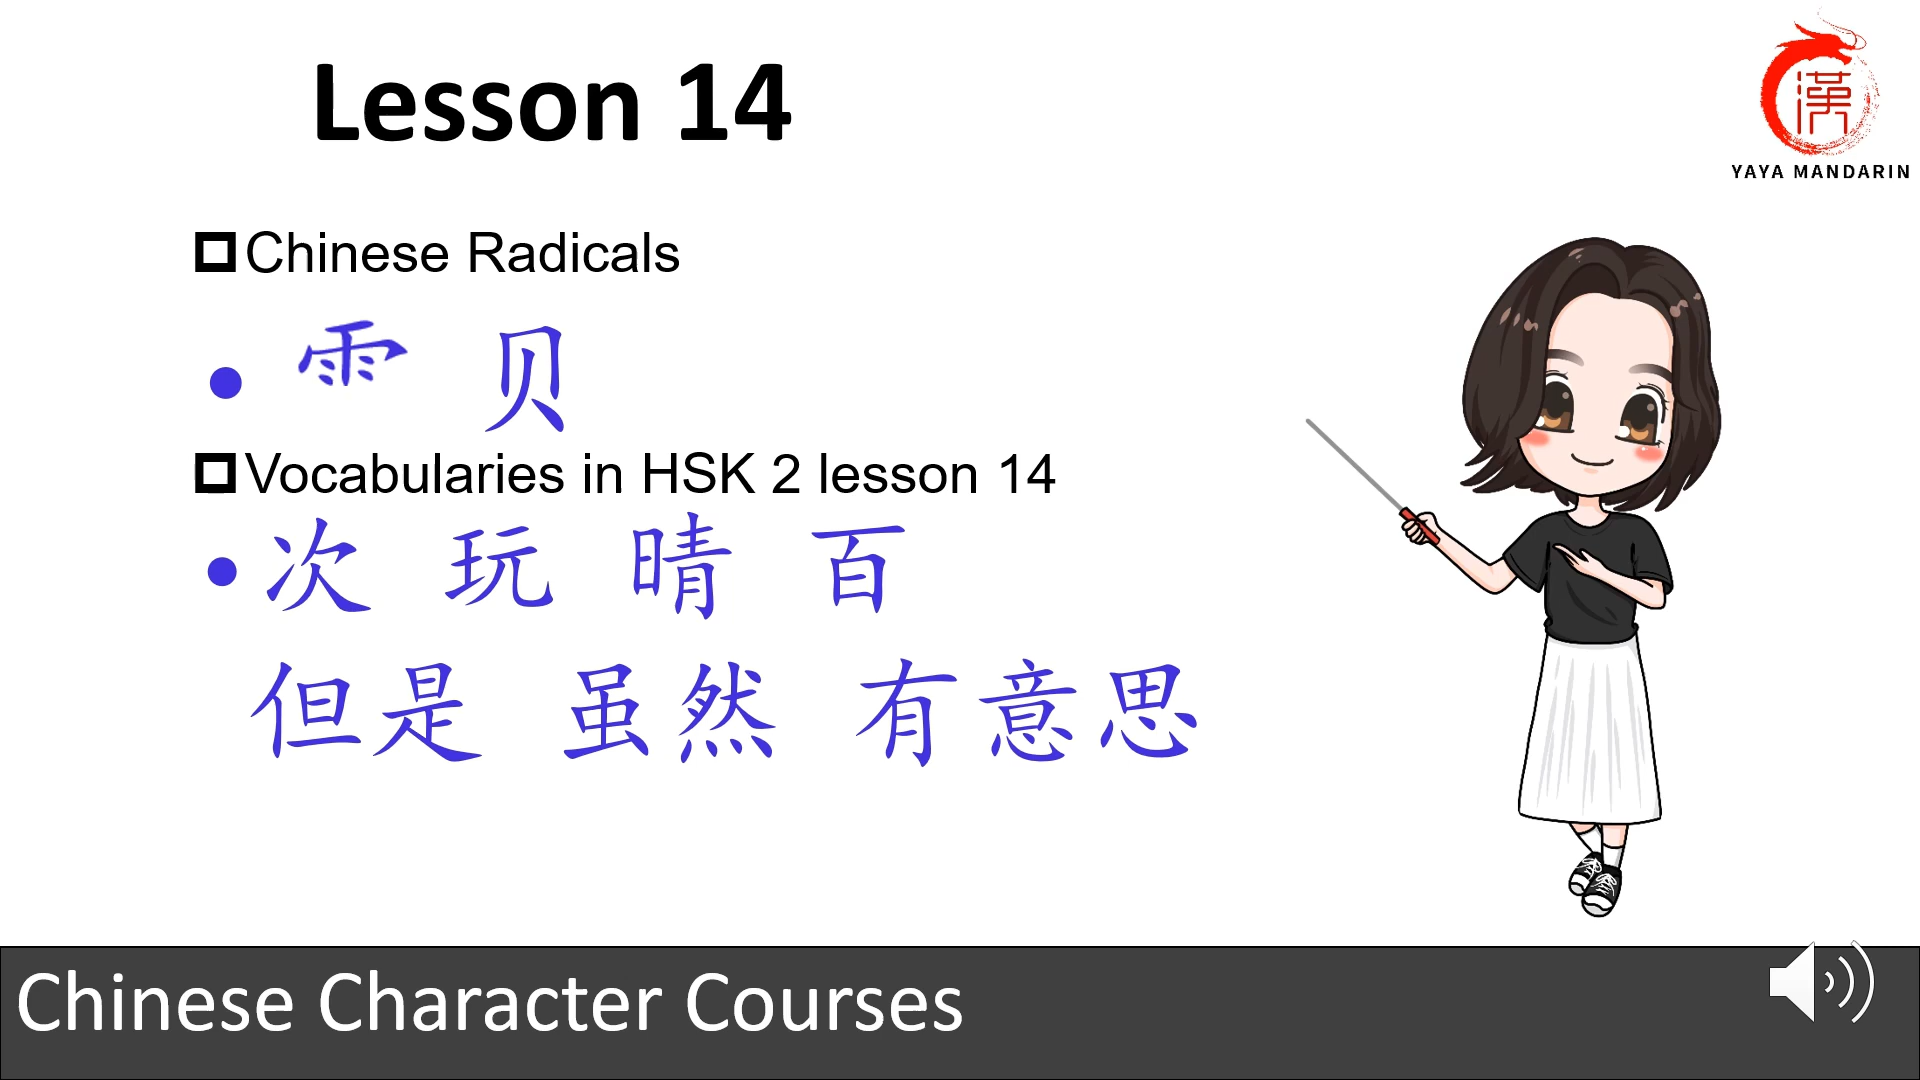 Lesson 14
漢
YAYA MANDARIN
Chinese Radicals
• ⻗ 贝
Vocabularies in HSK 2 lesson 14
• 次 玩 晴 百
但是 虽然 有意思
Chinese Character Courses